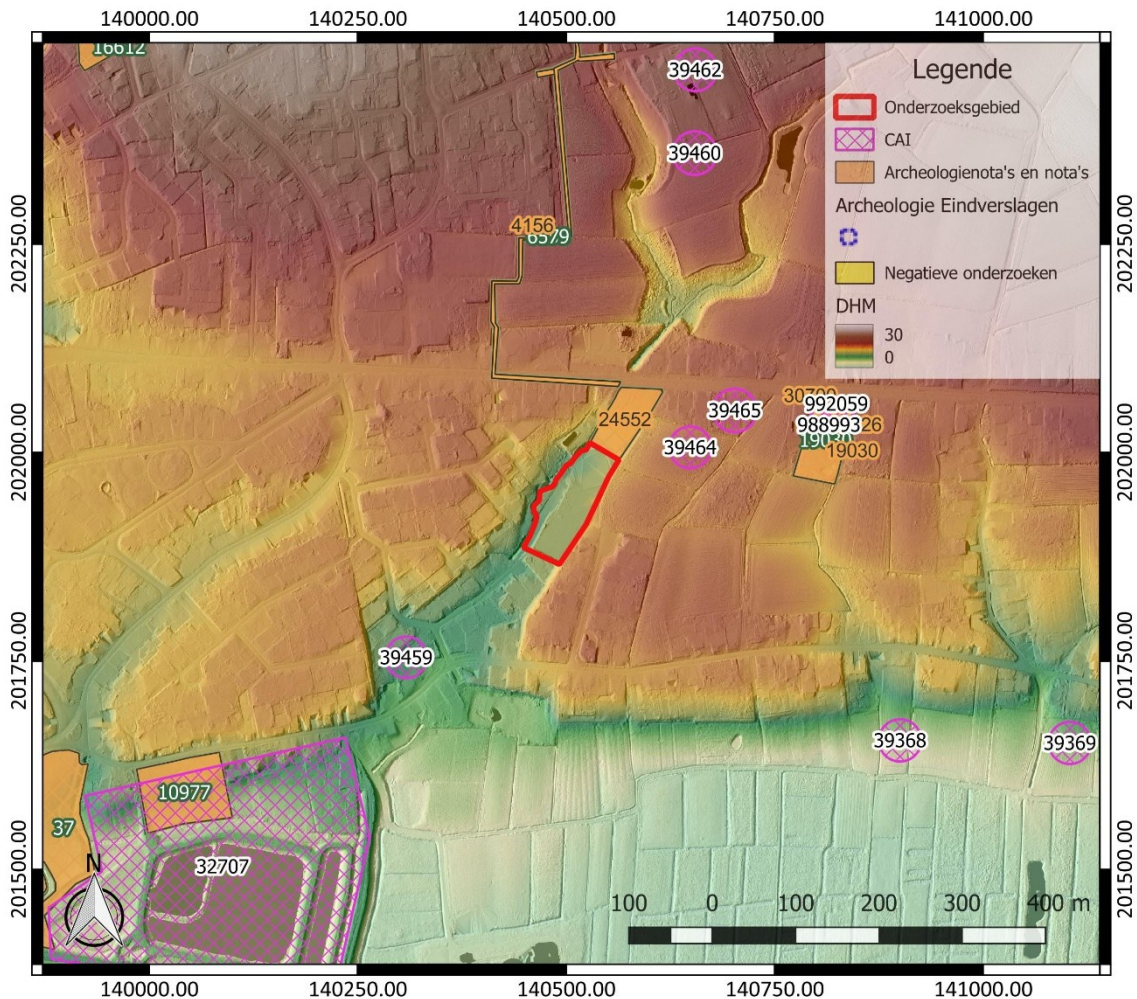 140000.00 140250.00 140500.00 140750.00 141000.00
16612
39462
39460
Legende
Onderzoeksgebied
CAI
Archeologienota's en nota's
Archeologie Eindverslagen
Negatieve onderzoeken
DHM
30
0
202250.00
202250.00
4156
6579
992059
39465
24552
988993
26
19030
19030
39464
202000.00
202000.00
201750.00
201750.00
39459
39368
39369
10977
37
32707
N
201500.00
201500.00
100 0 100 200 300 400 m
140000.00 140250.00 140500.00 140750.00 141000.00